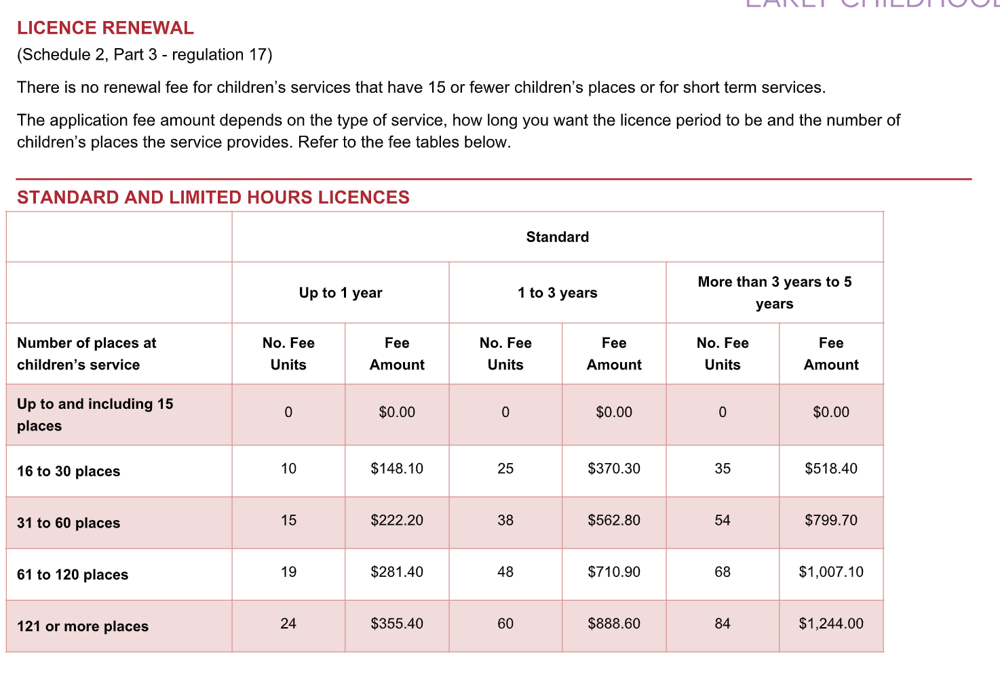 EARLY CHILDHOOD
LICENCE RENEWAL
(Schedule 2, Part 3 - regulation 17)
There is no renewal fee for children’s services that have 15 or fewer children’s places or for short term services.
The application fee amount depends on the type of service, how long you want the licence period to be and the number of
children’s places the service provides. Refer to the fee tables below.
STANDARD AND LIMITED HOURS LICENCES
Standard
Up to 1 year 1 to 3 years More than 3 years to 5
years
Number of places at No. Fee Fee No. Fee Fee No. Fee Fee
children’s service Units Amount Units Amount Units Amount
Up to and including 15
places 0 $0.00 0 $0.00 0 $0.00
16 to 30 places 10 $148.10 25 $370.30 35 $518.40
31 to 60 places 15 $222.20 38 $562.80 54 $799.70
61 to 120 places 19 $281.40 48 $710.90 68 $1,007.10
121 or more places 24 $355.40 60 $888.60 84 $1,244.00